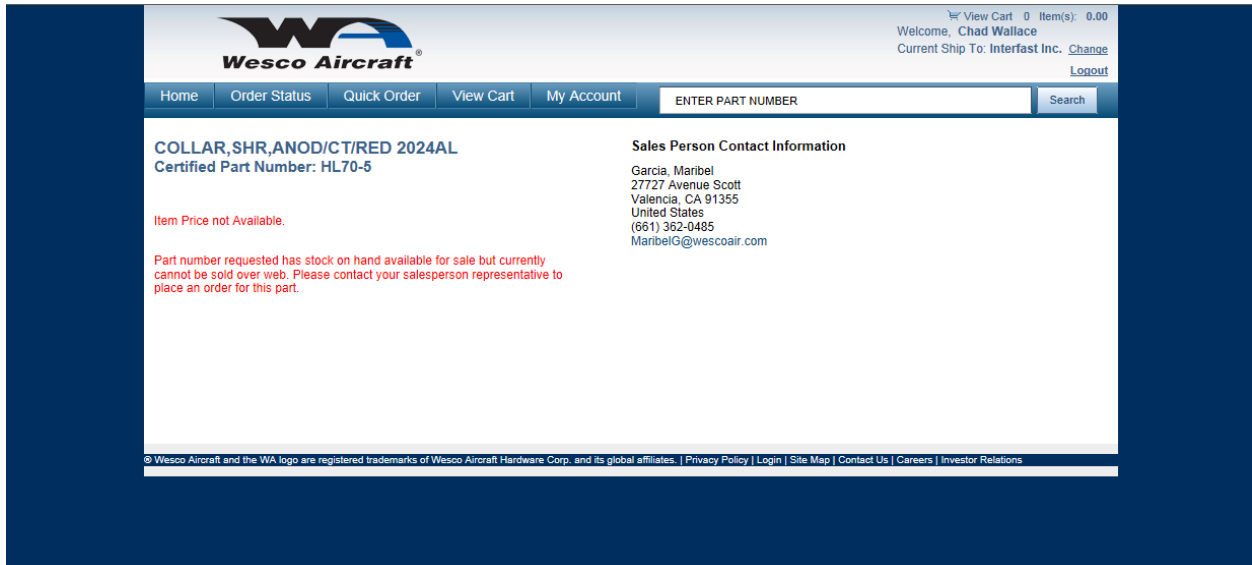 View Cart 0 Item(s): 0.00
Welcome, Chad Wallace
Current Ship To: Interfast Inc. Change
Logout
WA
Wesco Aircraft®
Home Order Status Quick Order View Cart My Account ENTER PART NUMBER Search
COLLAR,SHR,ANOD/CT/RED 2024AL
Certified Part Number: HL70-5
Item Price not Available.
Part number requested has stock on hand available for sale but currently
cannot be sold over web. Please contact your salesperson representative to
place an order for this part.
Sales Person Contact Information
Garcia, Maribel
27727 Avenue Scott
Valencia, CA 91355
United States
(661) 362-0485
MaribelG@wescoair.com
® Wesco Aircraft and the WA logo are registered trademarks of Wesco Aircraft Hardware Corp. and its global affiliates. | Privacy Policy | Login | Site Map | Contact Us | Careers | Investor Relations